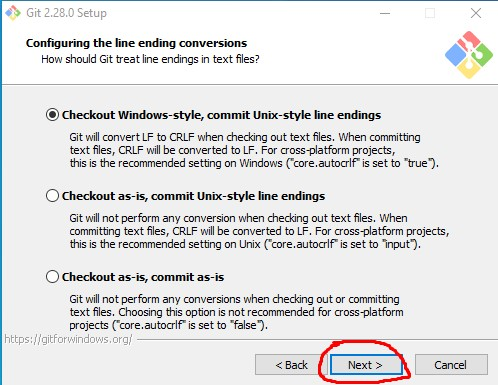 Git 2.28.0 Setup
Configuring the line ending conversions
How should Git treat line endings in text files?
Checkout Windows-style, commit Unix-style line endings
Git will convert LF to CRLF when checking out text files. When committing
text files, CRLF will be converted to LF. For cross-platform projects,
this is the recommended setting on Windows ("core.autocrlf" is set to "true").
Checkout as-is, commit Unix-style line endings
Git will not perform any conversion when checking out text files. When
committing text files, CRLF will be converted to LF. For cross-platform projects,
this is the recommended setting on Unix ("core.autocrlf" is set to "input").
Checkout as-is, commit as-is
Git will not perform any conversions when checking out or committing
text files. Choosing this option is not recommended for cross-platform
projects ("core.autocrlf" is set to "false").
https://gitforwindows.org/
< Back
Next >
Cancel